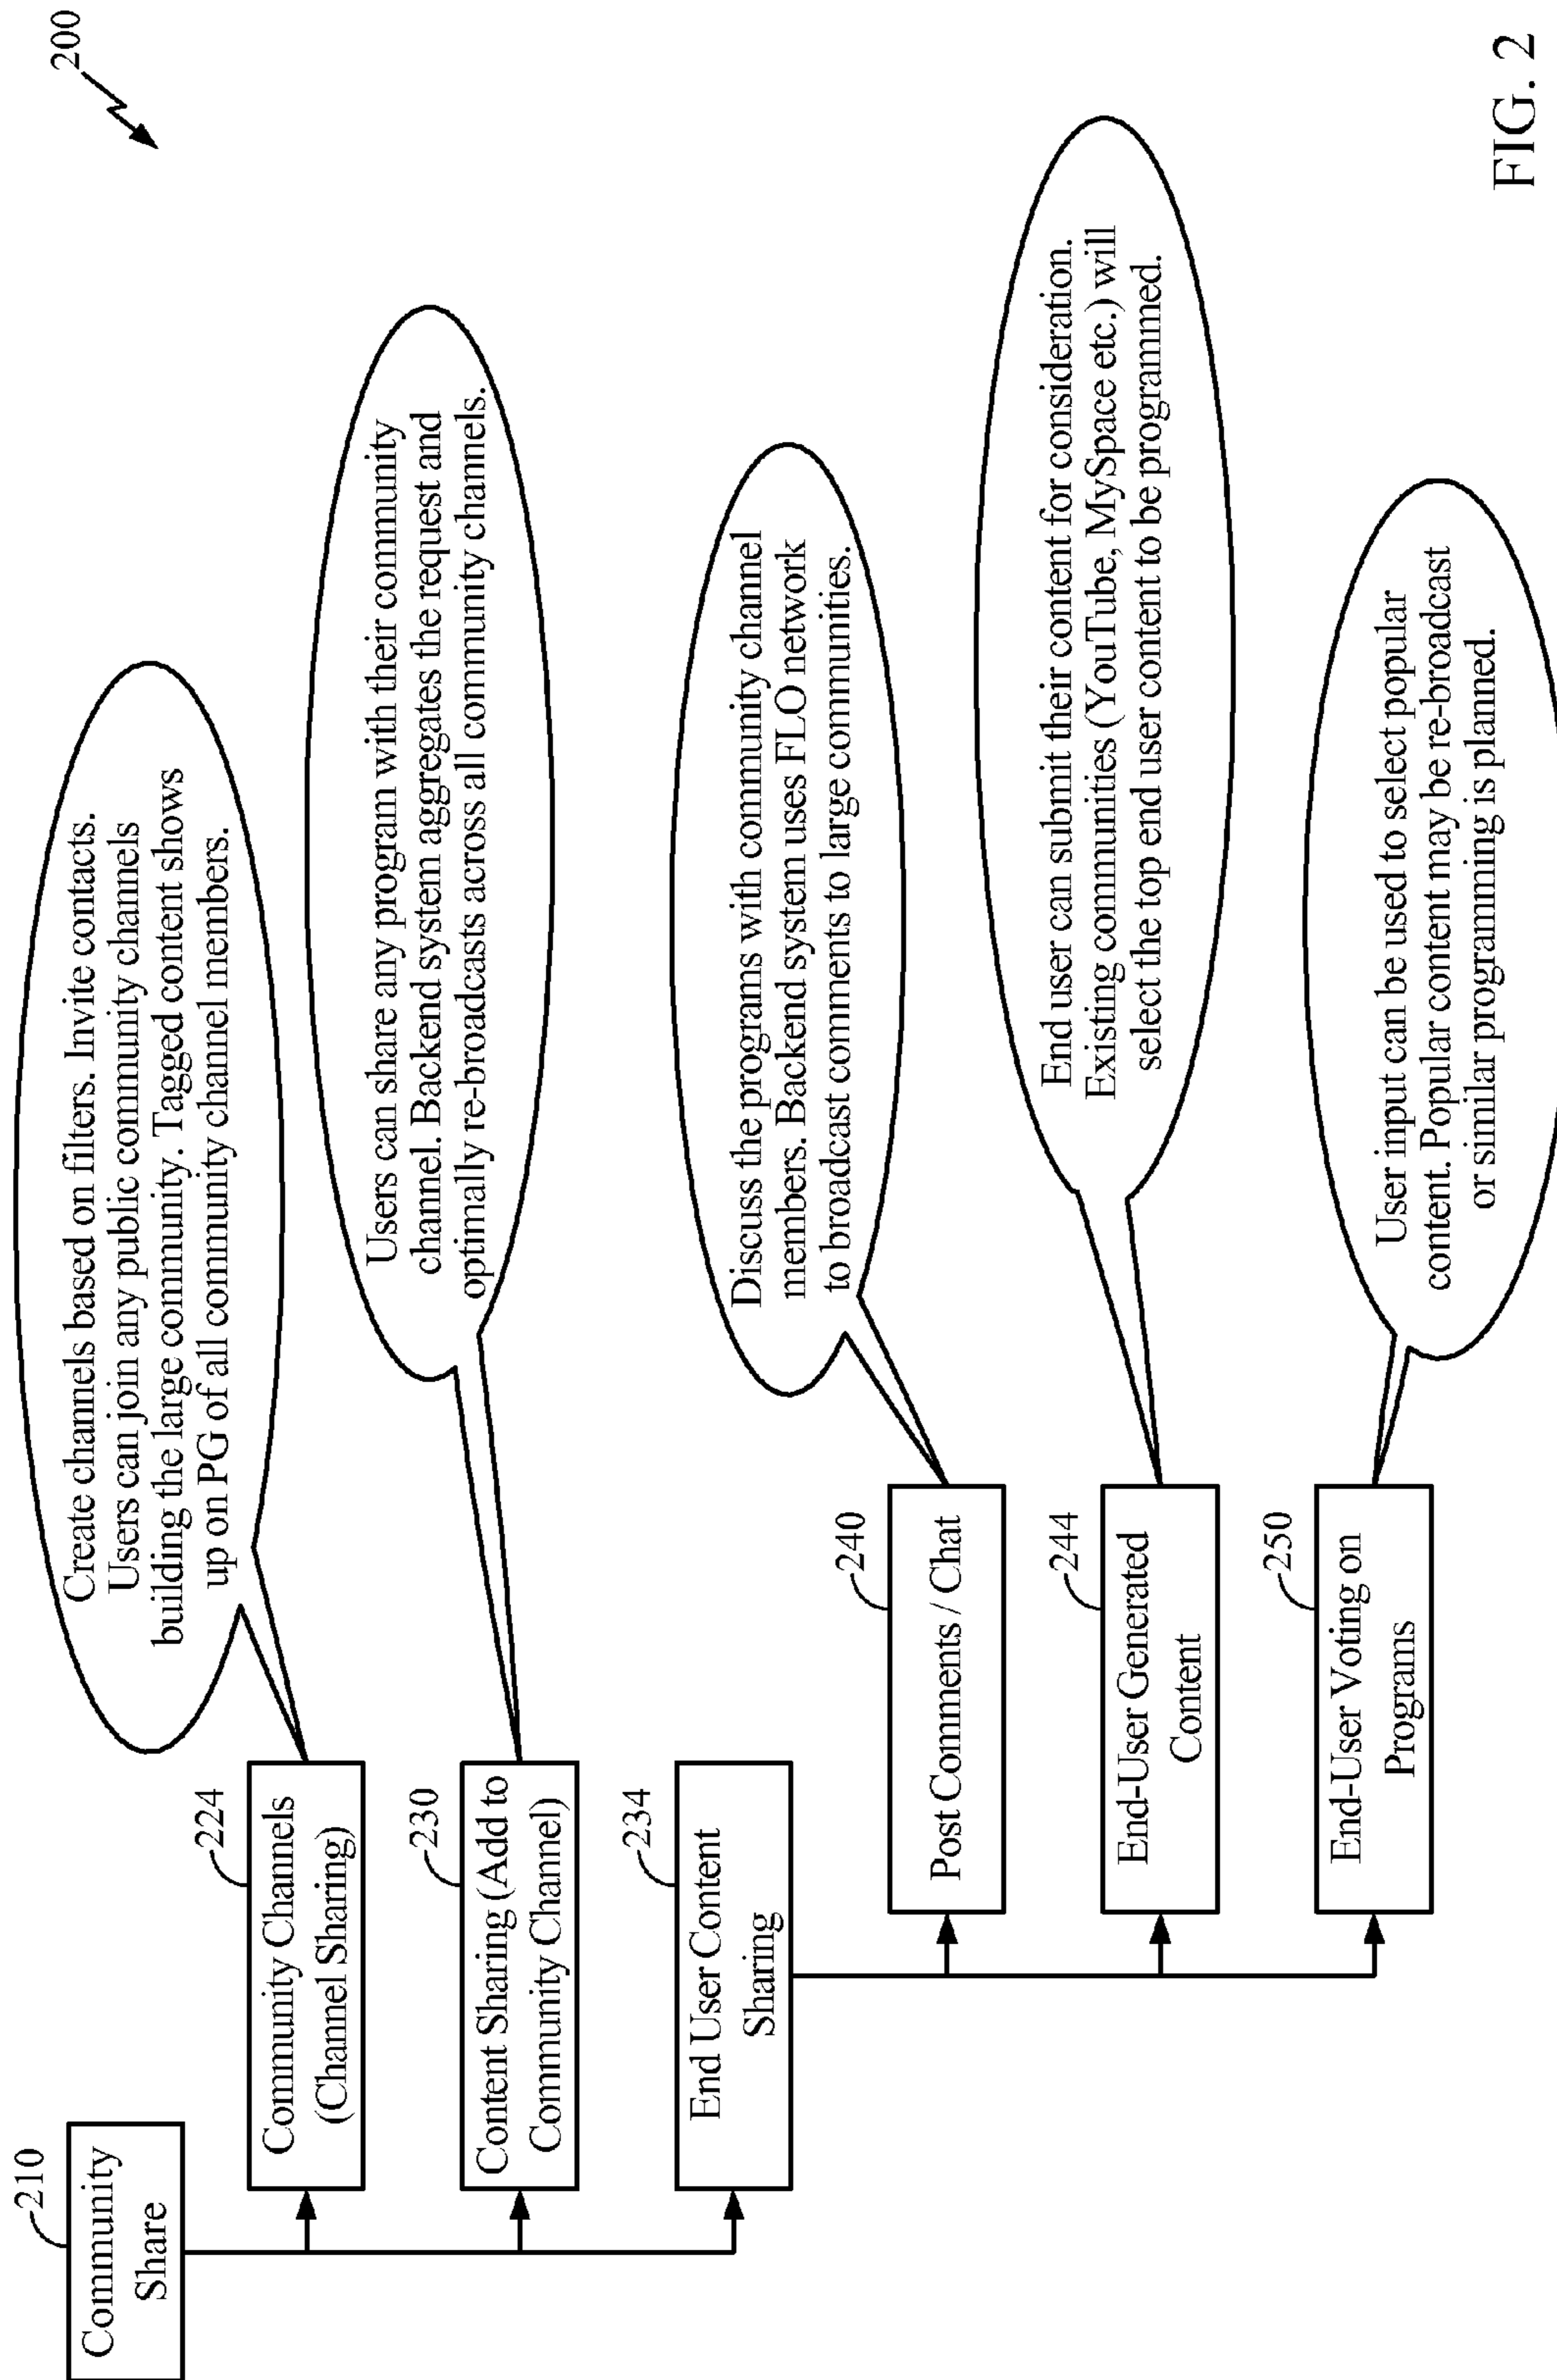 200
210
Community
Share
224
Community Channels
(Channel Sharing)
Create channels based on filters. Invite contacts.
Users can join any public community channels
building the large community. Tagged content shows
up on PG of all community channel members.
230
Content Sharing (Add to
Community Channel)
Users can share any program with their community
channel. Backend system aggregates the request and
optimally re-broadcasts across all community channels.
234
End User Content
Sharing
240
Post Comments / Chat
Discuss the programs with community channel
members. Backend system uses FLO network
to broadcast comments to large communities.
244
End-User Generated
Content
End user can submit their content for consideration.
Existing communities (YouTube, MySpace etc.) will
select the top end user content to be programmed.
250
End-User Voting on
Programs
User input can be used to select popular
content. Popular content may be re-broadcast
or similar programming is planned.
FIG. 2